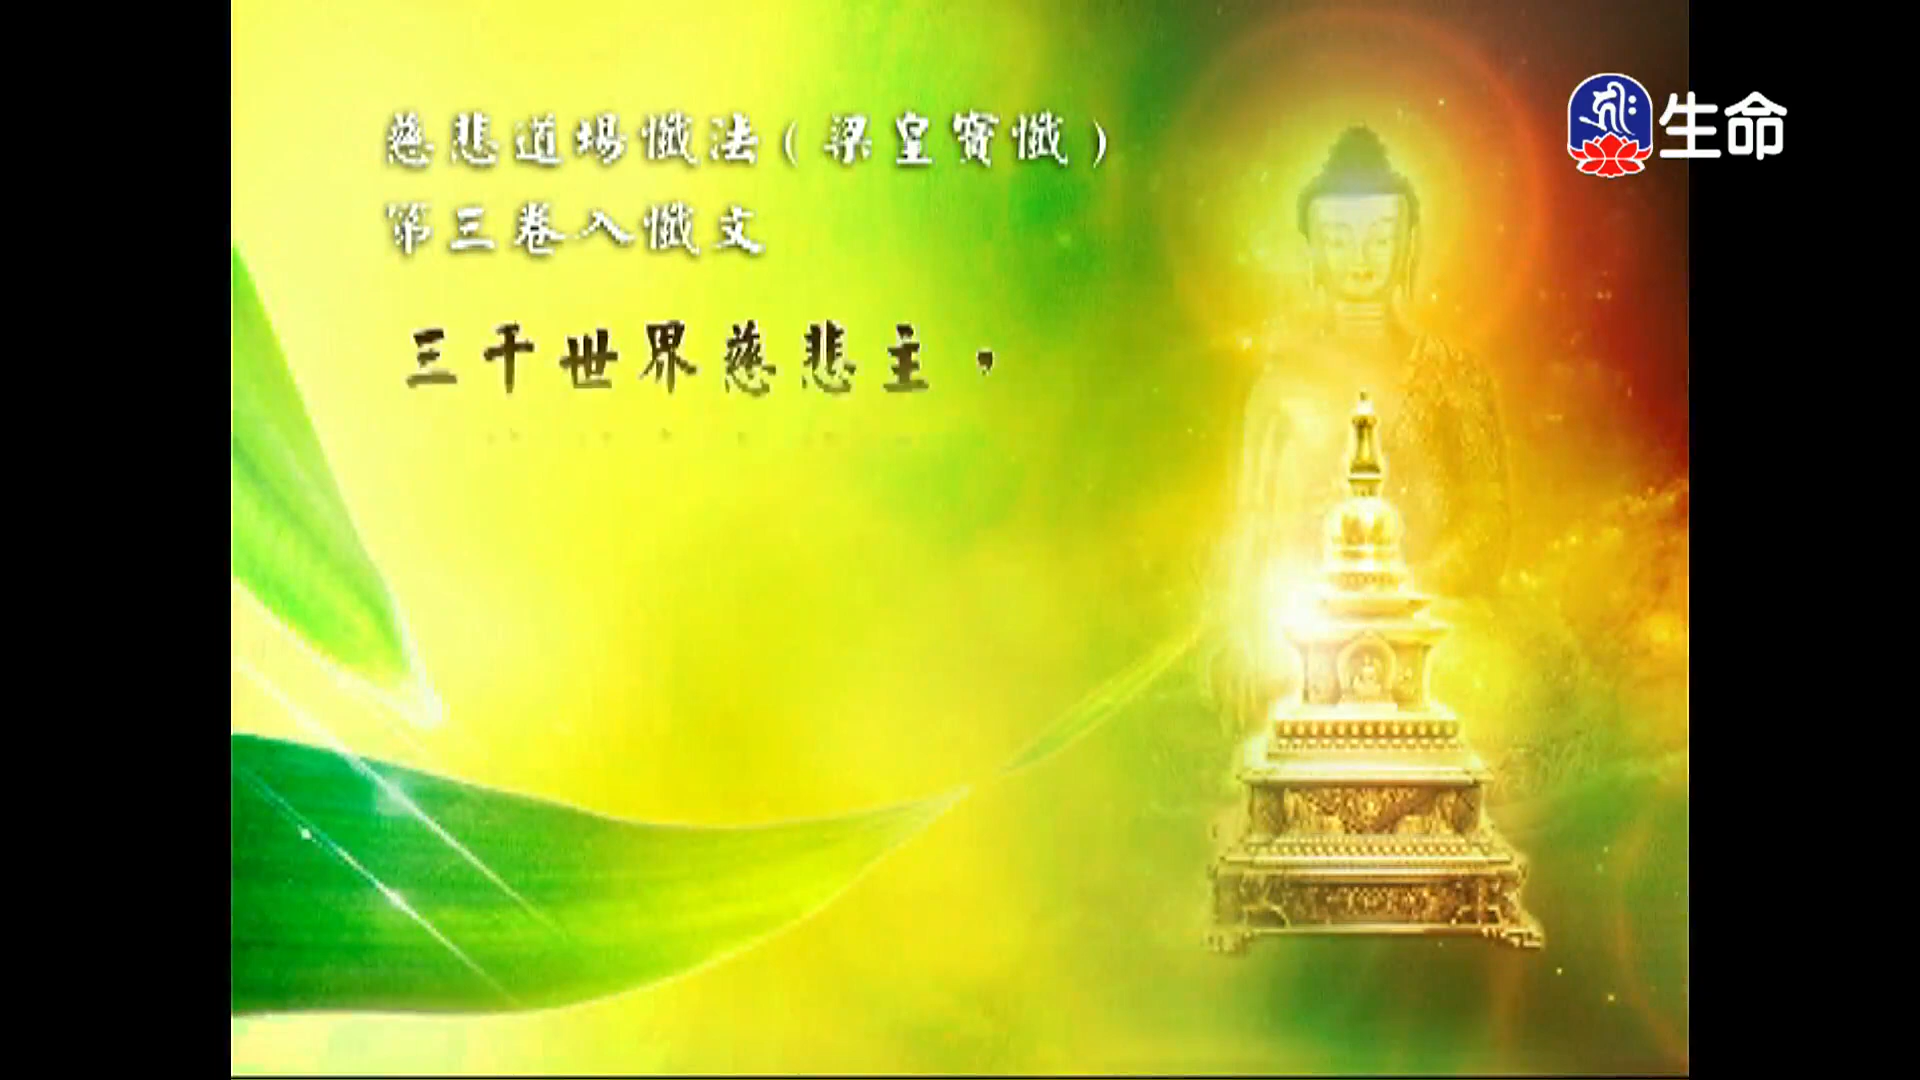 生命
慈悲道場懺法（梁皇寶懺）
第三卷入懺文
三千世界慈悲主，